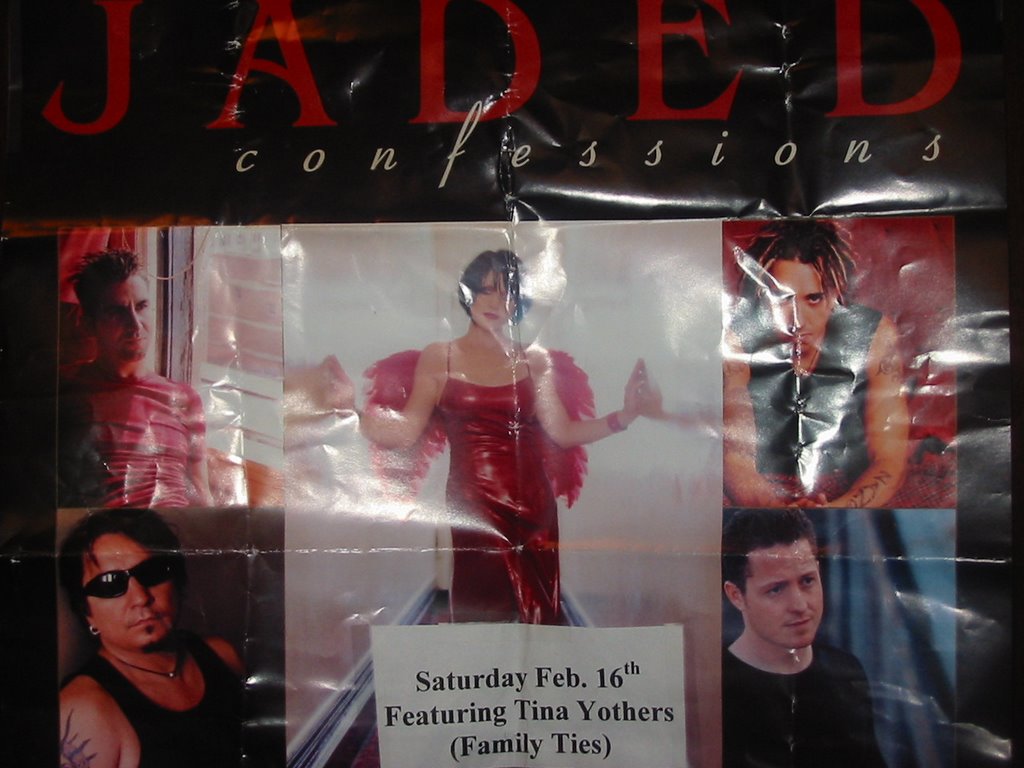 JADED
confessions
Saturday Feb. 16th
Featuring Tina Yothers
(Family Ties)